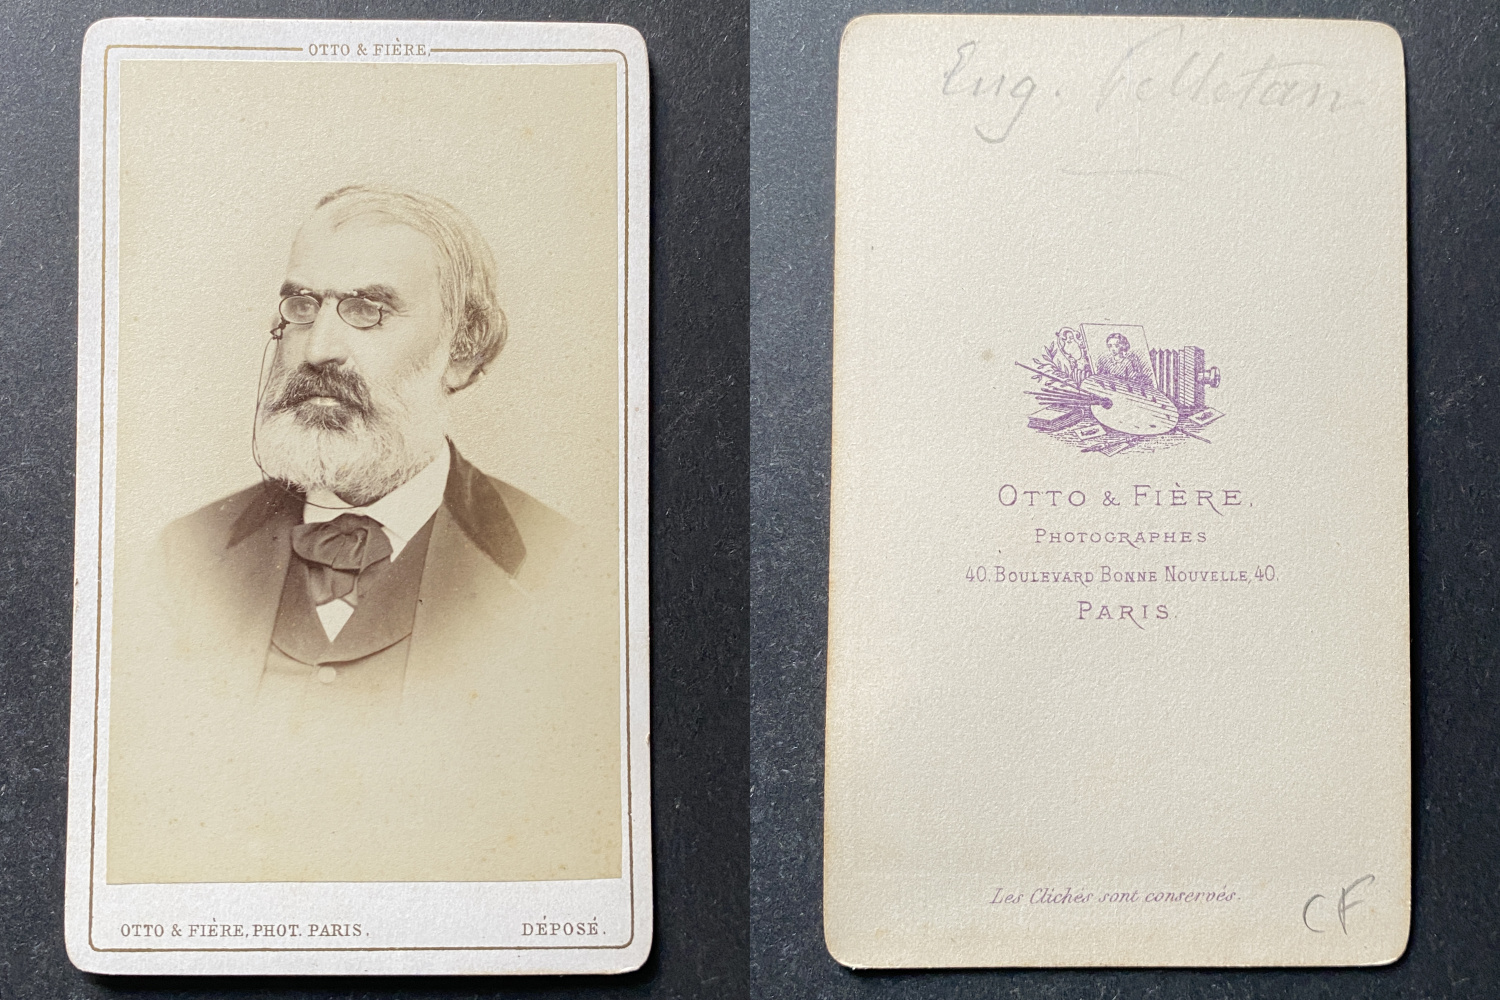 OTTO & FIÈRE,
OTTO & FIÈRE, PHOT. PARIS. DÉPOSÉ.
Eug. Pelletan
OTTO & FIÈRE,
PHOTOGRAPHES
40. BOULEVARD BONNE NOUVELLE, 40.
PARIS.
Les Clichés sont conservés.
CF